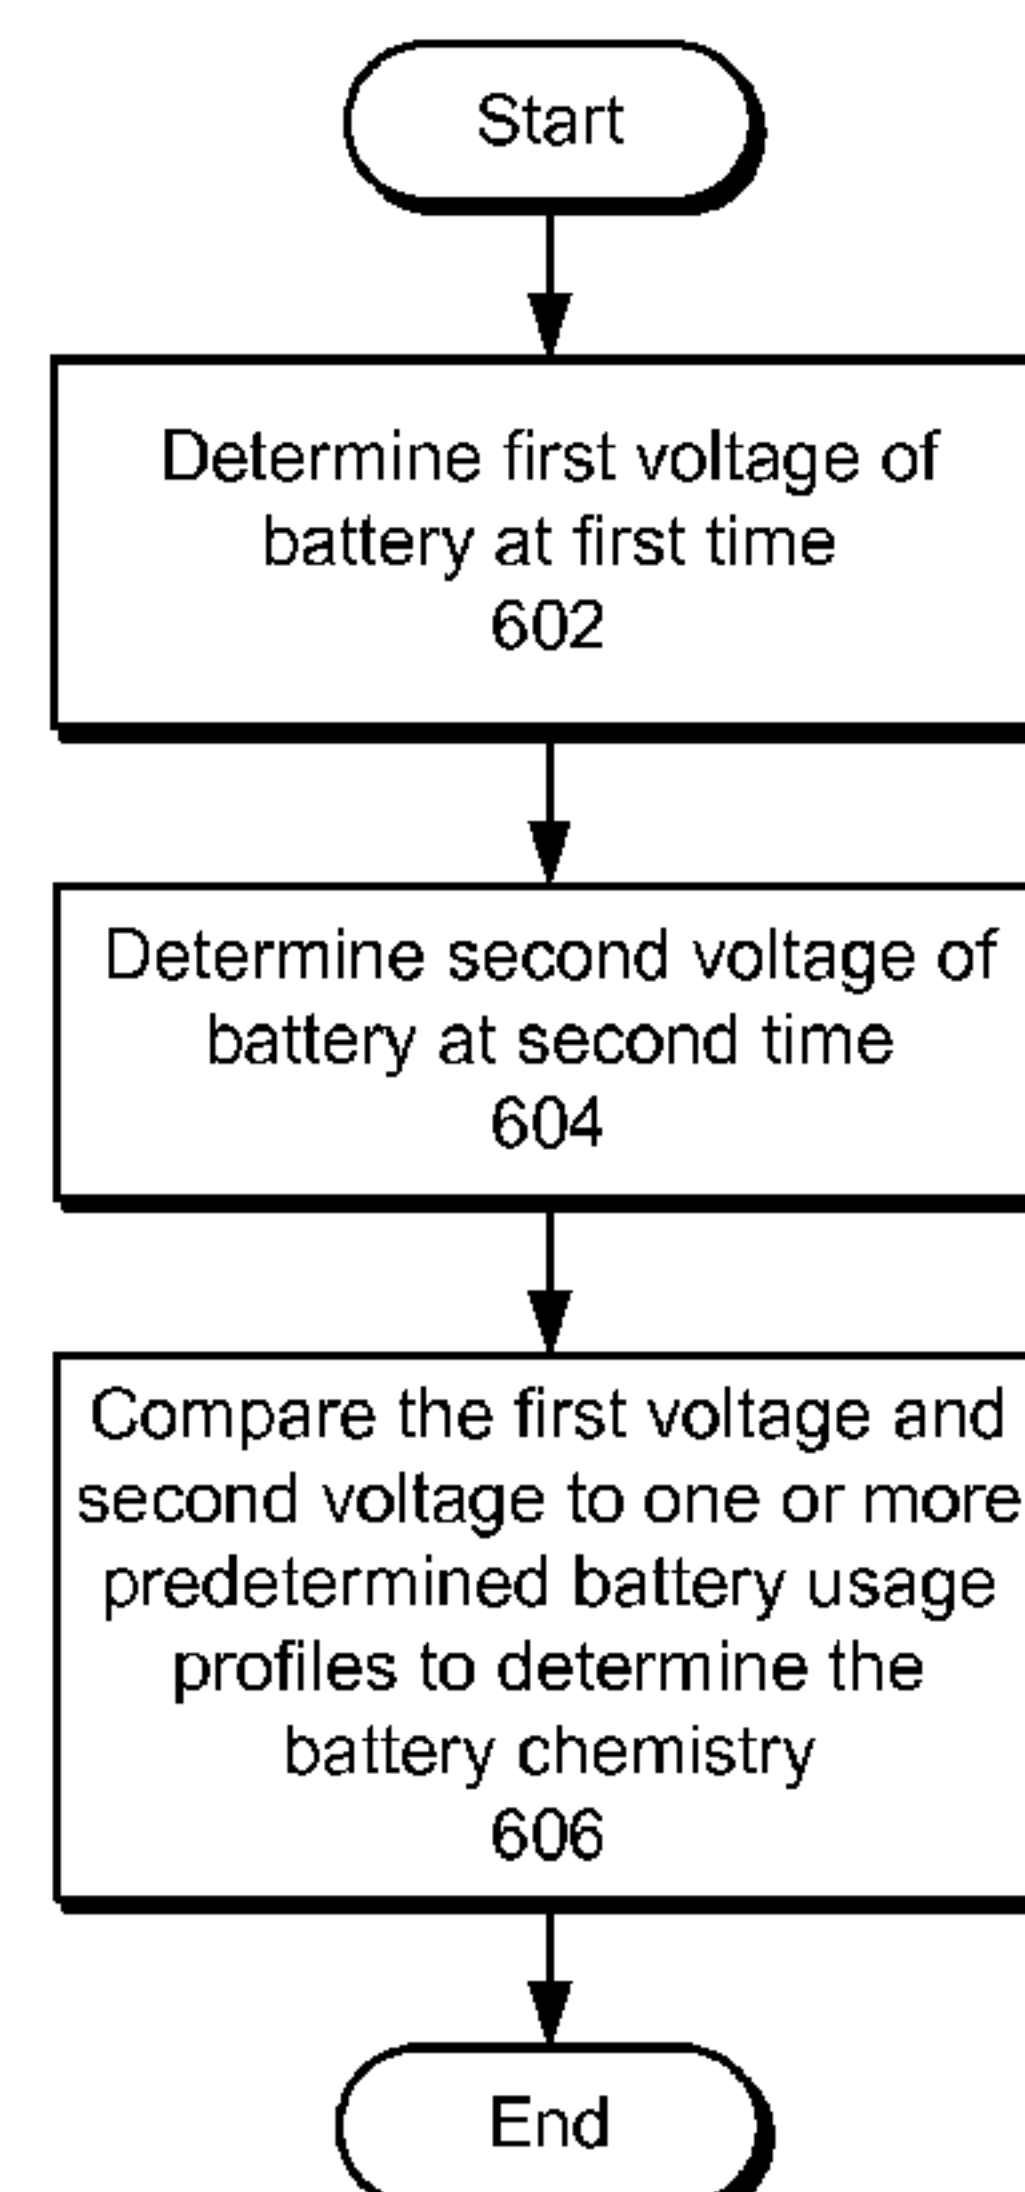 Start
Determine first voltage of
battery at first time
602
Determine second voltage of
battery at second time
604
Compare the first voltage and
second voltage to one or more
predetermined battery usage
profiles to determine the
battery chemistry
606
End